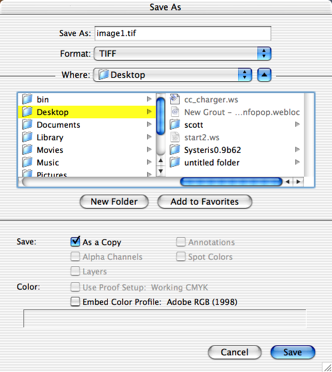 Save As
Save As: image1.tif
Format: TIFF
Where: Desktop
bin
Desktop
Documents
Library
Movies
Music
Pictures
cc_charger.ws
New Grout - ...nfopop.webloc
scott
start2.ws
Systeris0.9b62
untitled folder
New Folder Add to Favorites
Save: As a Copy Annotations
Alpha Channels Spot Colors
Layers
Color: Use Proof Setup: Working CMYK
Embed Color Profile: Adobe RGB (1998)
Cancel Save